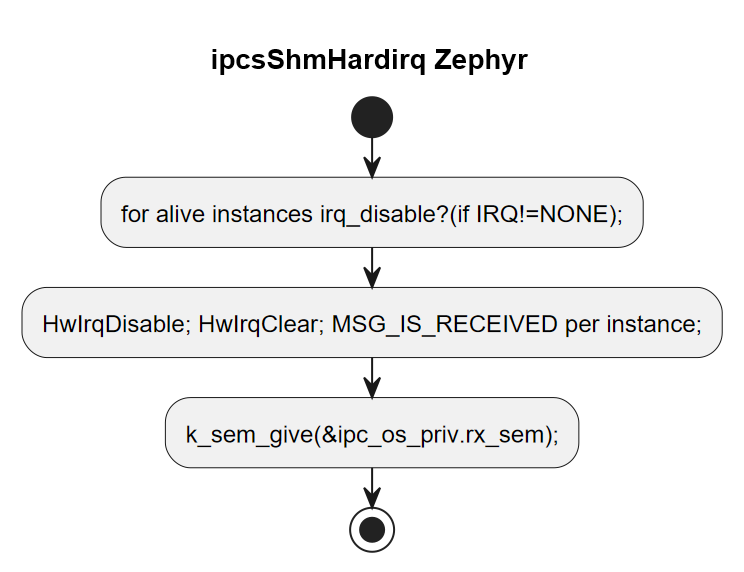 ipcsShmHardirq Zephyr
for alive instances irq_disable?(if IRQ!=NONE);
HwIrqDisable; HwIrqClear; MSG_IS_RECEIVED per instance;
k_sem_give(&ipc_os_priv.rx_sem);